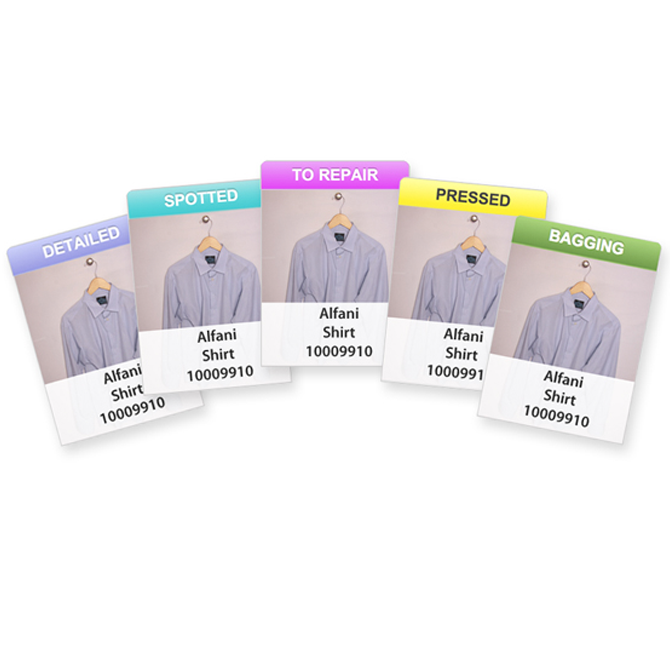 DETAILED
Alfani
Shirt
10009910
SPOTTED
Alfani
Shirt
10009910
TO REPAIR
Alfani
Shirt
10009910
PRESSED
Alfani
Shirt
1000991
BAGGING
Alfani
Shirt
10009910